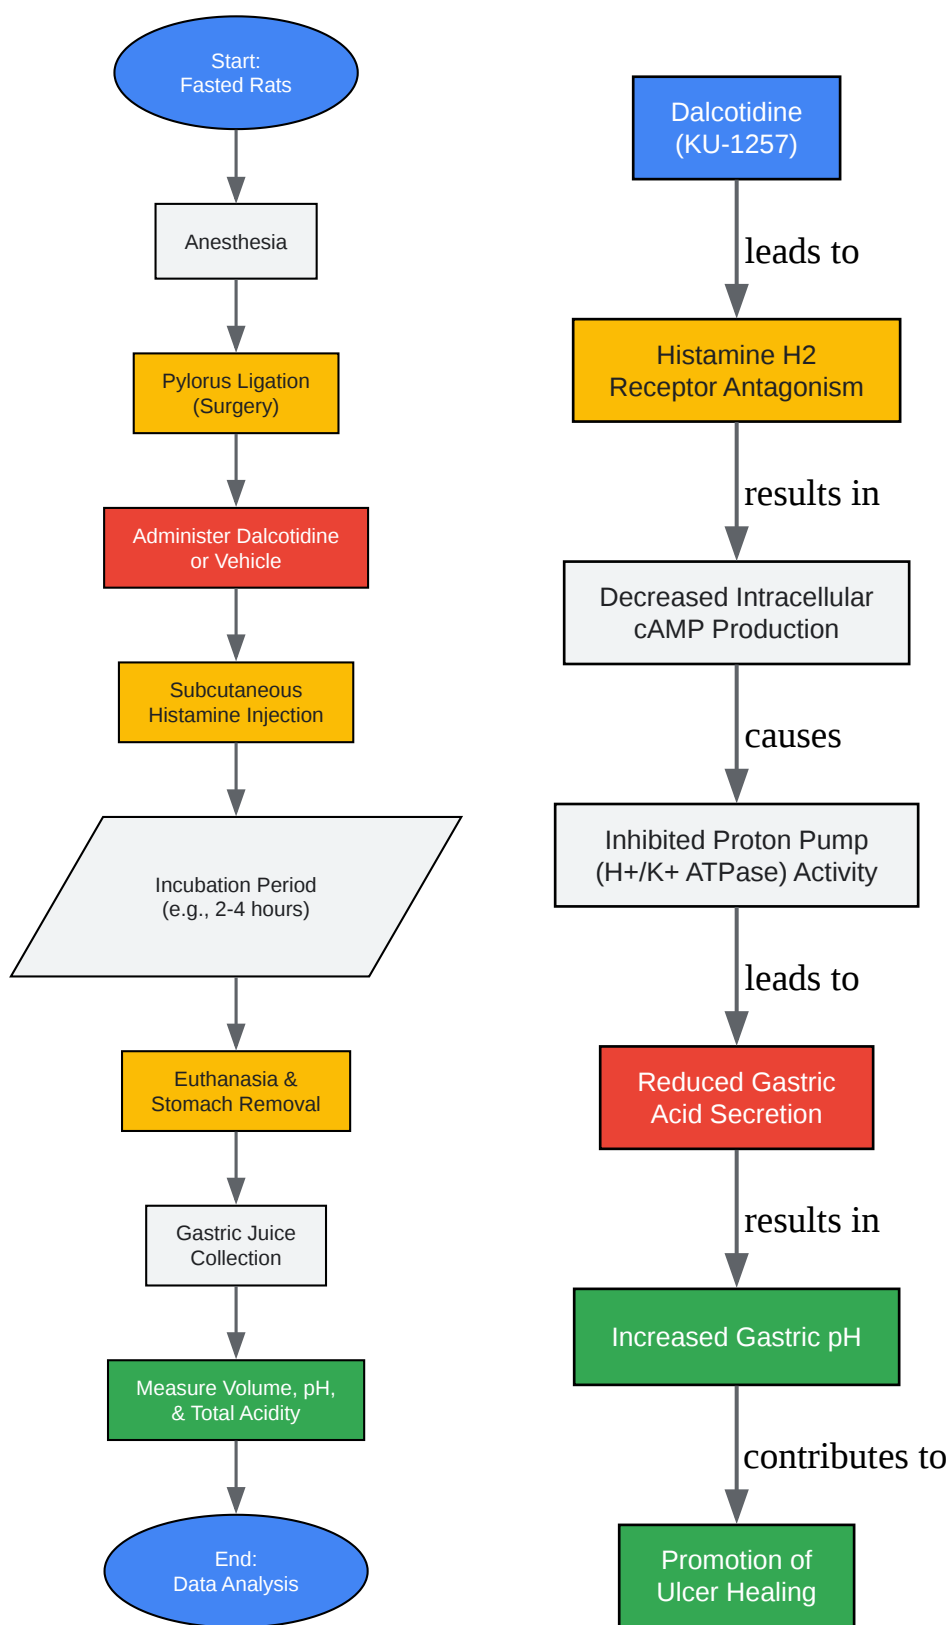 Start:
Fasted Rats
Anesthesia
Pylorus Ligation
(Surgery)
Administer Dalcotidine
or Vehicle
Subcutaneous
Histamine Injection
Incubation Period
(e.g., 2-4 hours)
Euthanasia &
Stomach Removal
Gastric Juice
Collection
Measure Volume, pH,
& Total Acidity
End:
Data Analysis
Dalcotidine
(KU-1257)
leads to
Histamine H2
Receptor Antagonism
results in
Decreased Intracellular
cAMP Production
causes
Inhibited Proton Pump
(H+/K+ ATPase) Activity
leads to
Reduced Gastric
Acid Secretion
results in
Increased Gastric pH
contributes to
Promotion of
Ulcer Healing